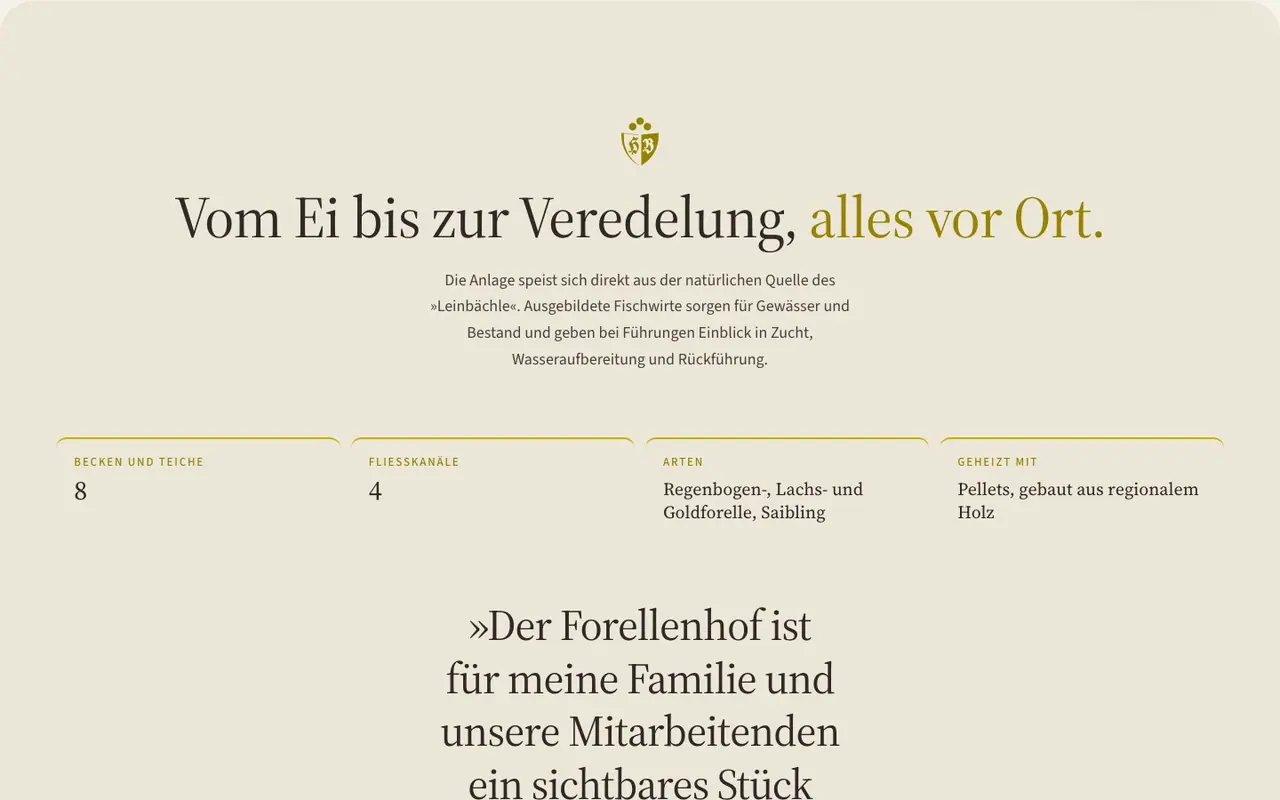 HB
Vom Ei bis zur Veredelung, alles vor Ort.
Die Anlage speist sich direkt aus der natürlichen Quelle des
»Leinbächle«. Ausgebildete Fischwirte sorgen für Gewässer und
Bestand und geben bei Führungen Einblick in Zucht,
Wasseraufbereitung und Rückführung.
BECKEN UND TEICHE
8
FLIESSKANÄLE
4
ARTEN
Regenbogen-, Lachs- und
Goldforelle, Saibling
GEHEIZT MIT
Pellets, gebaut aus regionalem
Holz
»Der Forellenhof ist
für meine Familie und
unsere Mitarbeitenden
ein sichtbares Stück